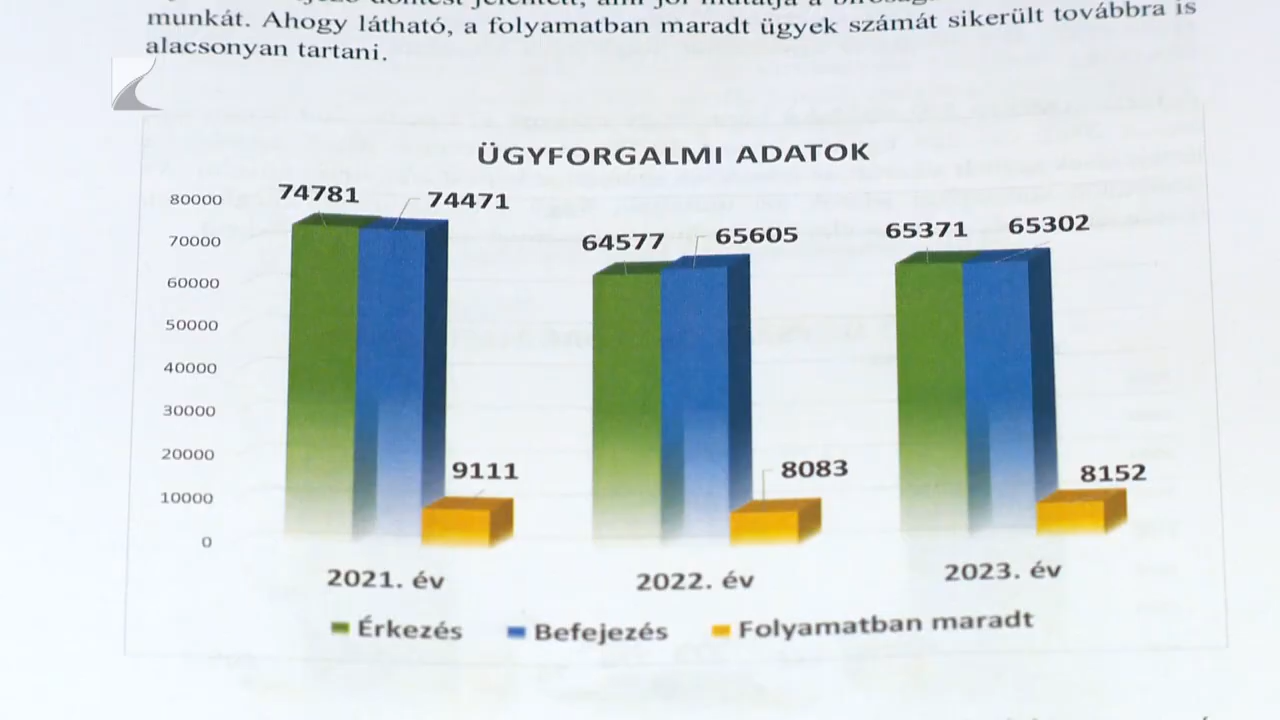 munkát. Ahogy látható, a folyamatban maradt ügyek számát sikerült továbbra is
alacsonyan tartani.
ÜGYFORGALMI ADATOK
80000
70000
60000
50000
40000
30000
20000
10000
0
74781
74471
9111
64577
65605
8083
65371
65302
8152
2021. év
2022. év
2023. év
Érkezés
Befejezés
Folyamatban maradt